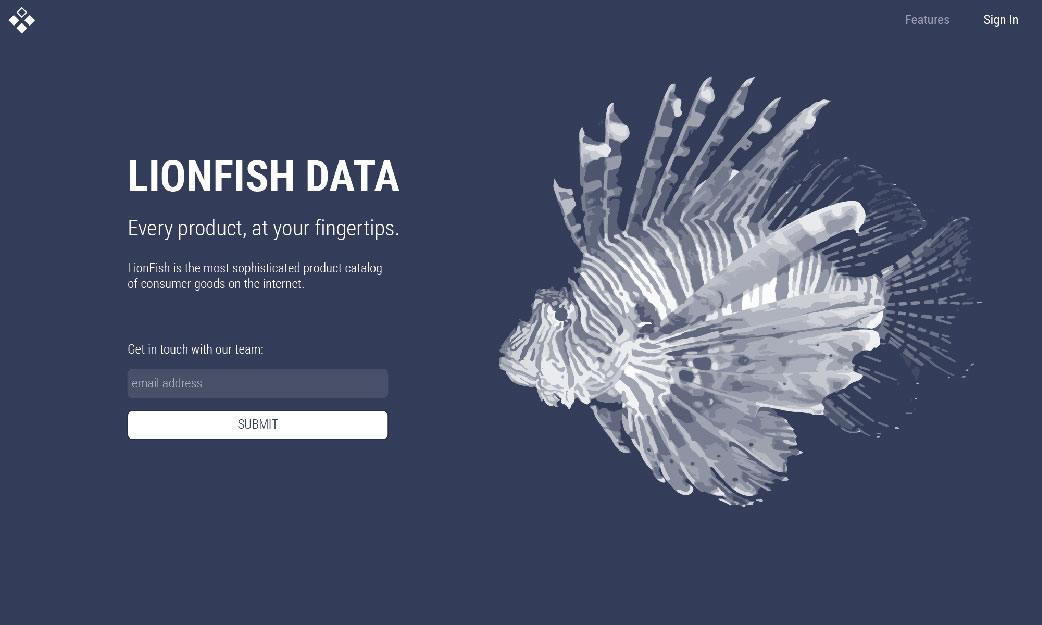 Features
Sign In
LIONFISH DATA
Every product, at your fingertips.
LionFish is the most sophisticated product catalog
of consumer goods on the internet.
Get in touch with our team:
email address
SUBMIT